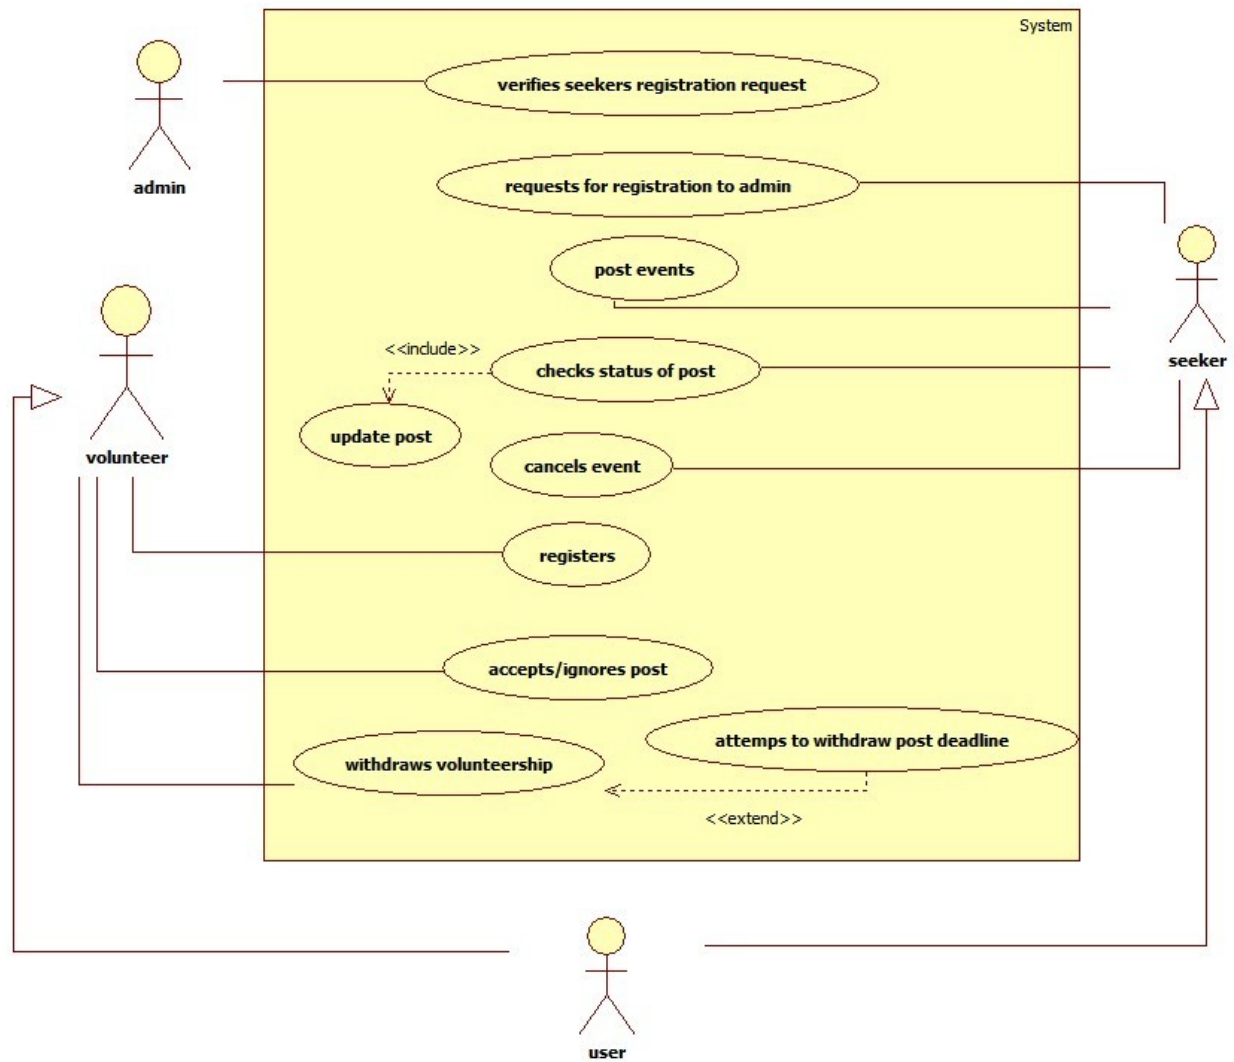 System
verifies seekers registration request
admin
requests for registration to admin
post events
<<include>>
checks status of post
seeker
update post
volunteer
cancels event
registers
accepts/ignores post
attemps to withdraw post deadline
withdraws volunteership
<<extend>>
user